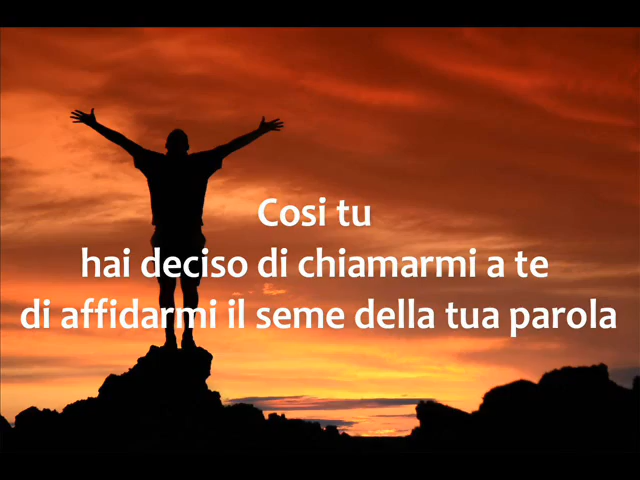 Cosi tu
hai deciso di chiamarmi a te
di affidarmi il seme della tua parola